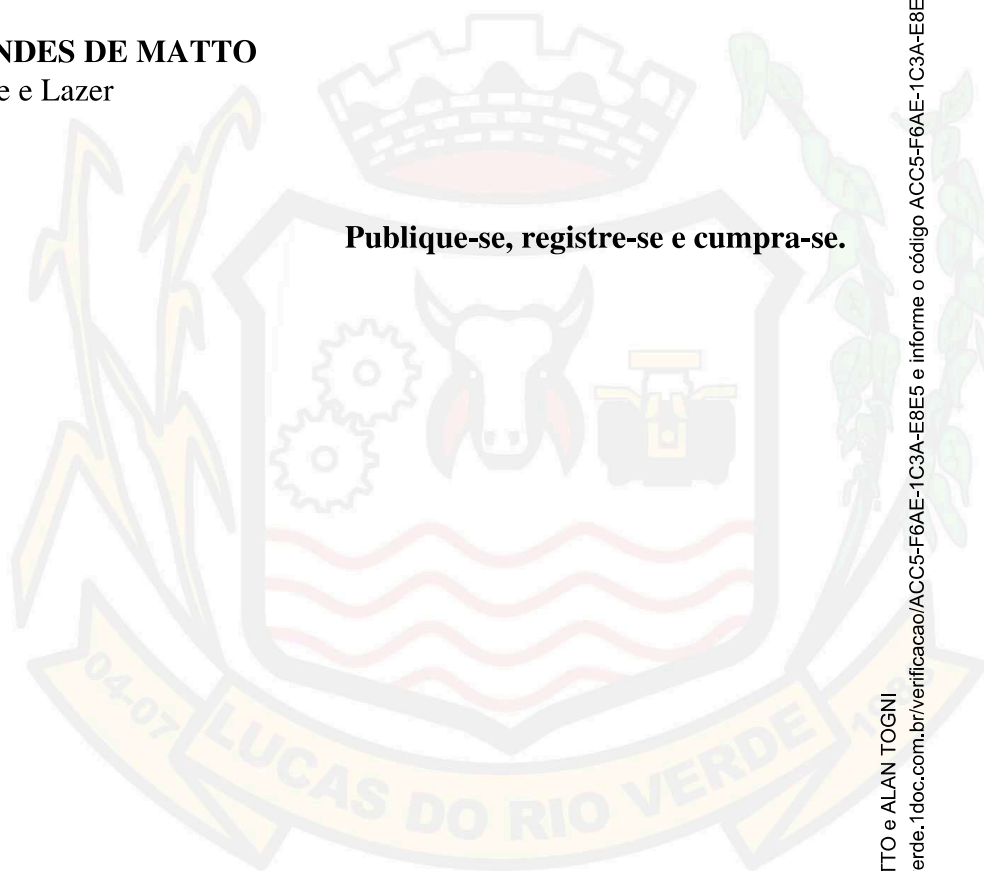 NDES DE MATTO
e e Lazer
Publique-se, registre-se e cumpra-se.
04-07 LUCAS DO RIO VERDE 1988
TTO e ALAN TOGNI
erde.1doc.com.br/verificacao/ACC5-F6AE-1C3A-E8E5 e informe o código ACC5-F6AE-1C3A-E8E